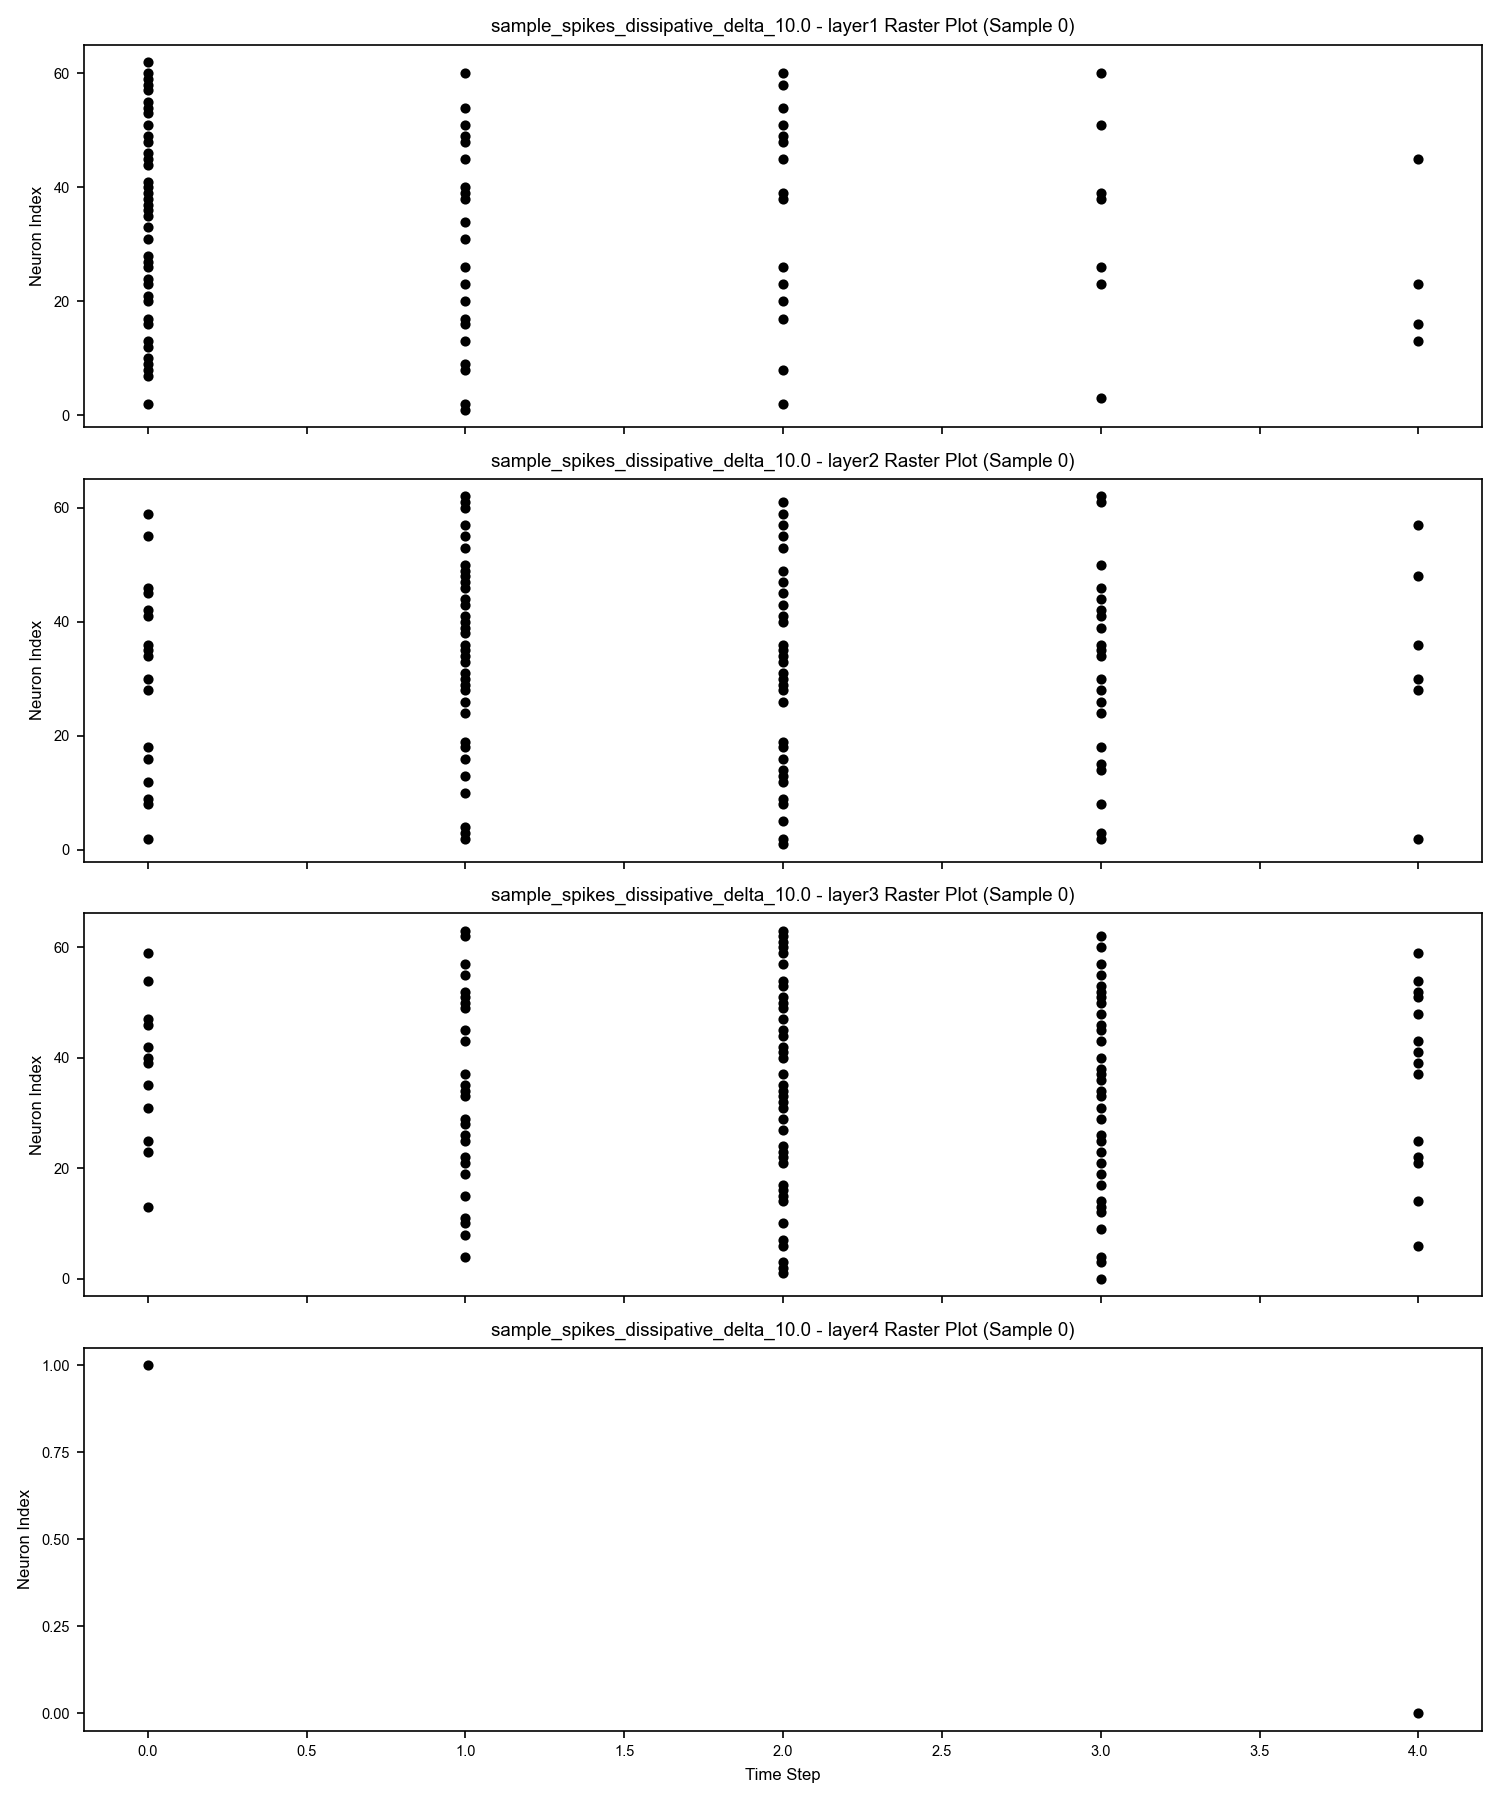 sample_spikes_dissipative_delta_10.0 - layer1 Raster Plot (Sample 0)
60
40
20
0
Neuron Index
sample_spikes_dissipative_delta_10.0 - layer2 Raster Plot (Sample 0)
60
40
20
0
Neuron Index
sample_spikes_dissipative_delta_10.0 - layer3 Raster Plot (Sample 0)
60
40
20
0
Neuron Index
sample_spikes_dissipative_delta_10.0 - layer4 Raster Plot (Sample 0)
1.00
0.75
0.50
0.25
0.00
Neuron Index
0.0 0.5 1.0 1.5 2.0 2.5 3.0 3.5 4.0
Time Step